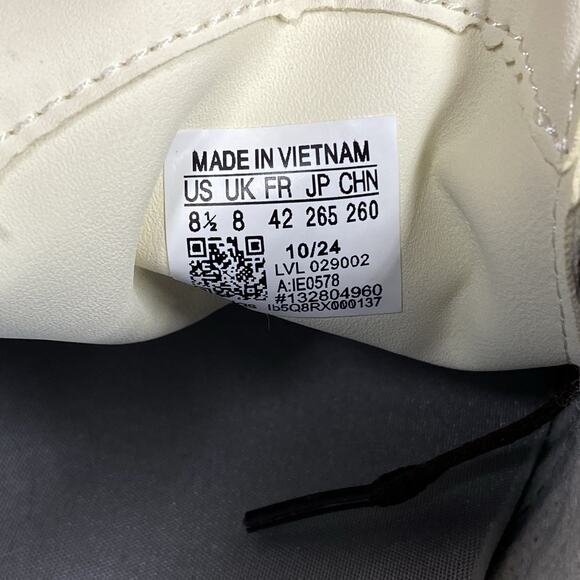 MADE IN VIETNAM
US UK FR JP CHN
8½ 8 42 265 260
10/24
LVL 029002
A:IE0578
#132804960
Ib5Q8RX000137